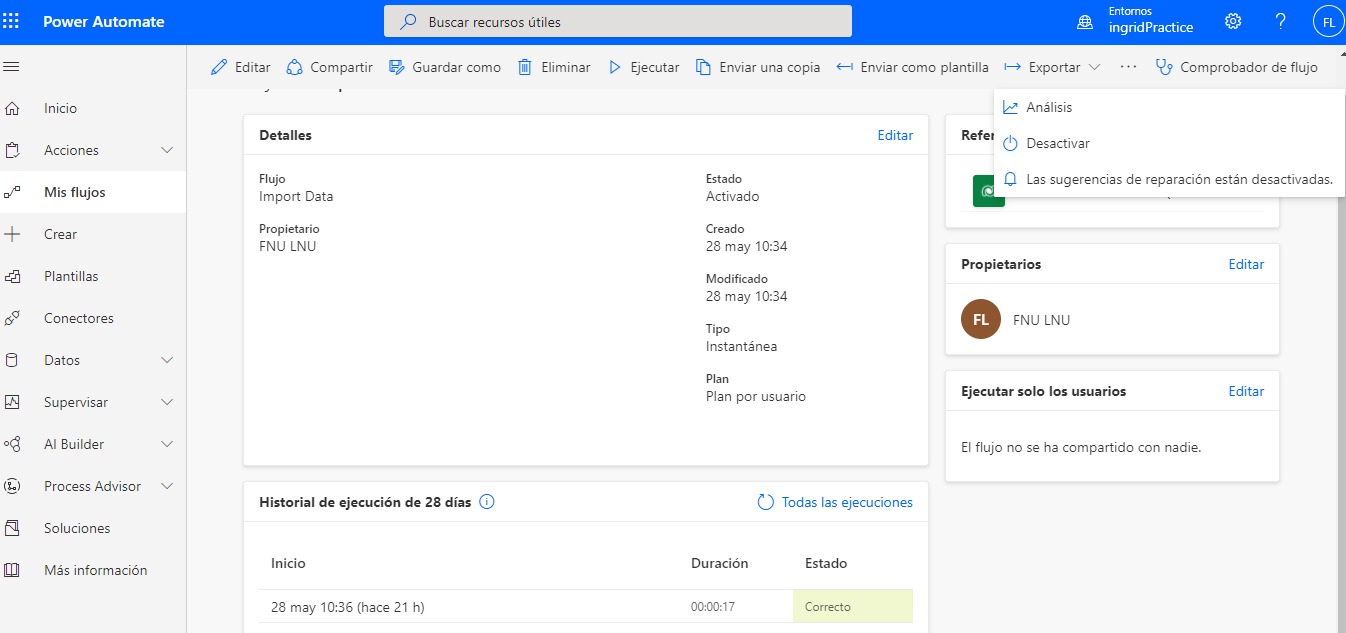 Power Automate
Buscar recursos útiles
Entornos
ingridPractice
FL
Editar
Compartir
Guardar como
Eliminar
Ejecutar
Enviar una copia
Enviar como plantilla
Exportar
Comprobador de flujo
Análisis
Desactivar
Las sugerencias de reparación están desactivadas.
Inicio
Acciones
Mis flujos
Crear
Plantillas
Conectores
Datos
Supervisar
AI Builder
Process Advisor
Soluciones
Más información
Detalles
Editar
Flujo
Import Data
Propietario
FNU LNU
Estado
Activado
Creado
28 may 10:34
Modificado
28 may 10:34
Tipo
Instantánea
Plan
Plan por usuario
Propietarios
Editar
FL
FNU LNU
Ejecutar solo los usuarios
Editar
El flujo no se ha compartido con nadie.
Historial de ejecución de 28 días
Todas las ejecuciones
Inicio
Duración
Estado
28 may 10:36 (hace 21 h)
00:00:17
Correcto